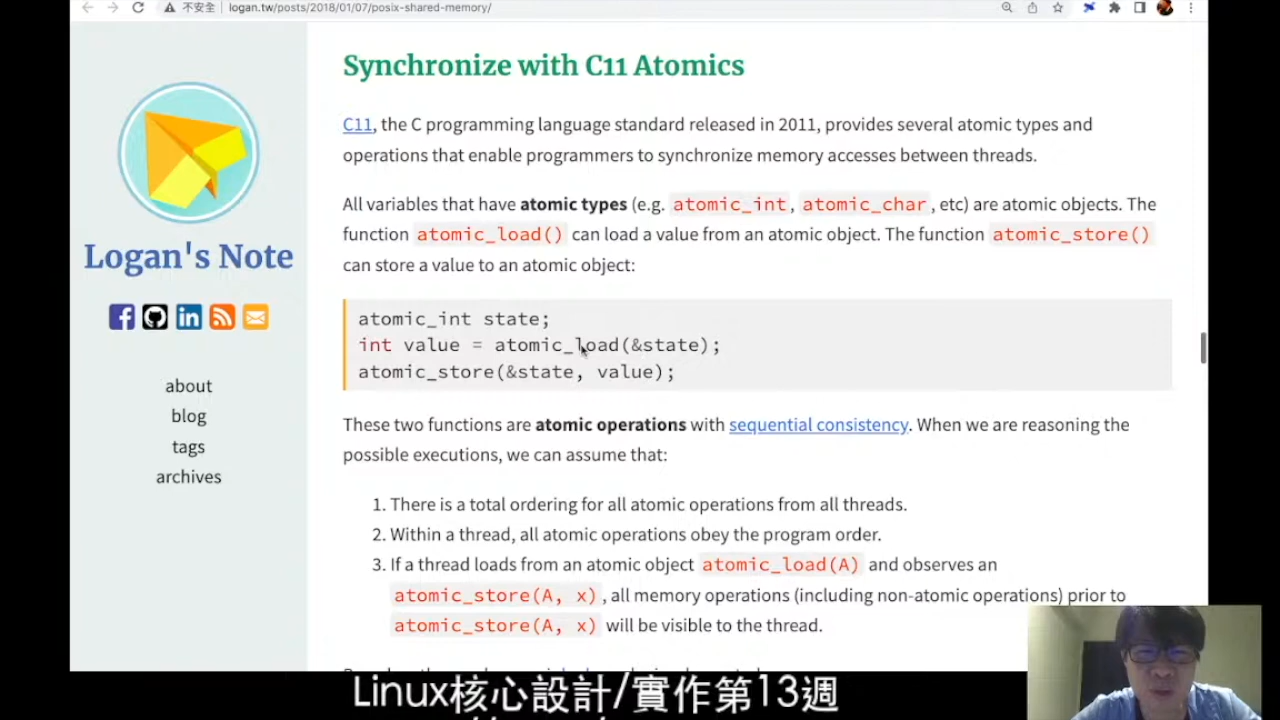 不安全
logan.tw/posts/2018/01/07/posix-shared-memory/
Logan's Note
about
blog
tags
archives
Synchronize with C11 Atomics
C11, the C programming language standard released in 2011, provides several atomic types and
operations that enable programmers to synchronize memory accesses between threads.
All variables that have atomic types (e.g. atomic_int, atomic_char, etc) are atomic objects. The
function atomic_load() can load a value from an atomic object. The function atomic_store()
can store a value to an atomic object:
atomic_int state;
int value = atomic_load(&state);
atomic_store(&state, value);
These two functions are atomic operations with sequential consistency. When we are reasoning the
possible executions, we can assume that:
1. There is a total ordering for all atomic operations from all threads.
2. Within a thread, all atomic operations obey the program order.
3. If a thread loads from an atomic object atomic_load(A) and observes an
atomic_store(A, x), all memory operations (including non-atomic operations) prior to
atomic_store(A, x) will be visible to the thread.
Linux核心設計/實作第13週